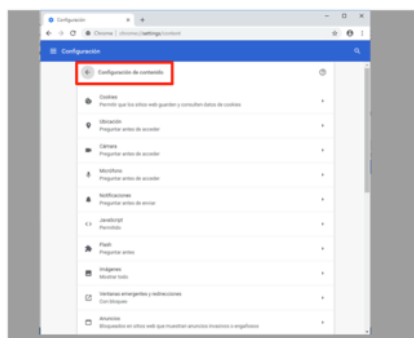 Configuración
Chrome | chrome://settings/content
Configuración
Configuración de contenido
Cookies
Permitir que los sitios web guarden y consulten datos de cookies
Ubicación
Preguntar antes de acceder
Cámara
Preguntar antes de acceder
Micrófono
Preguntar antes de acceder
Notificaciones
Preguntar antes de enviar
JavaScript
Permitido
Flash
Preguntar antes
Imágenes
Mostrar todo
Ventanas emergentes y redirecciones
Con bloqueo
Anuncios
Bloqueados en sitios web que muestran anuncios invasivos o engañosos